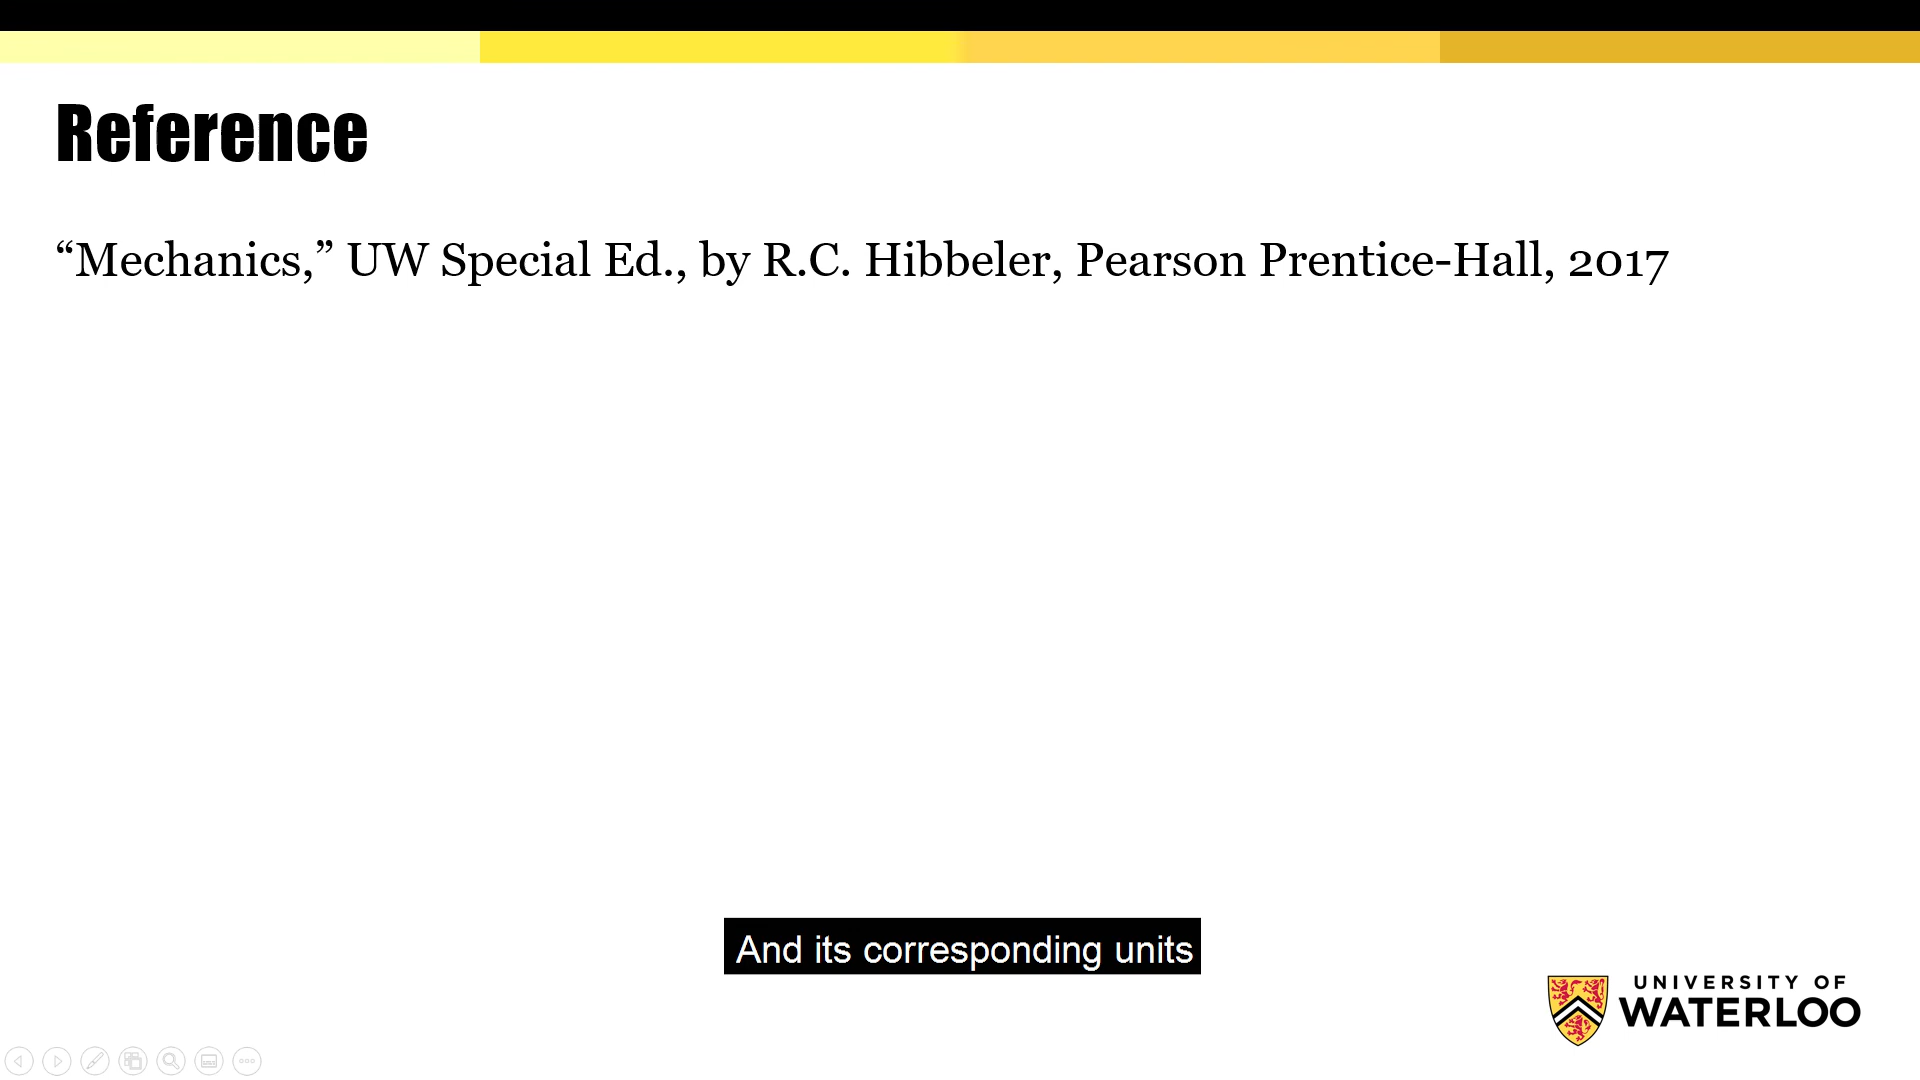 Reference
“Mechanics,” UW Special Ed., by R.C. Hibbeler, Pearson Prentice-Hall, 2017
And its corresponding units
UNIVERSITY OF
WATERLOO